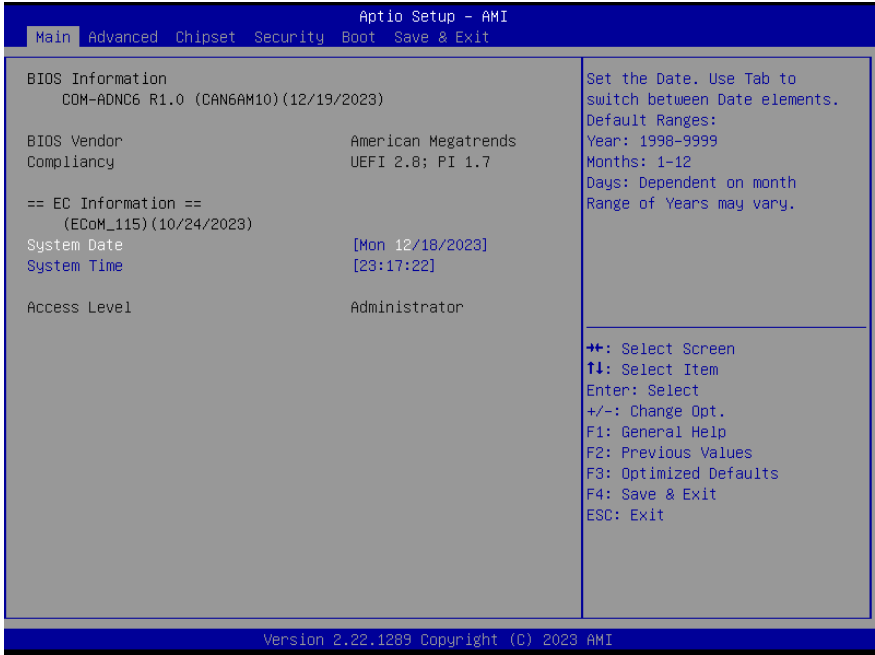 Aptio Setup – AMI
Main Advanced Chipset Security Boot Save & Exit
BIOS Information
COM-ADNC6 R1.0 (CAN6AM10)(12/19/2023)
BIOS Vendor American Megatrends
Compliancy UEFI 2.8; PI 1.7
== EC Information ==
(ECoM_115)(10/24/2023)
System Date [Mon 12/18/2023]
System Time [23:17:22]
Access Level Administrator
Set the Date. Use Tab to
switch between Date elements.
Default Ranges:
Year: 1998-9999
Months: 1-12
Days: Dependent on month
Range of Years may vary.
→←: Select Screen
↑↓: Select Item
Enter: Select
+/-: Change Opt.
F1: General Help
F2: Previous Values
F3: Optimized Defaults
F4: Save & Exit
ESC: Exit
Version 2.22.1289 Copyright (C) 2023 AMI